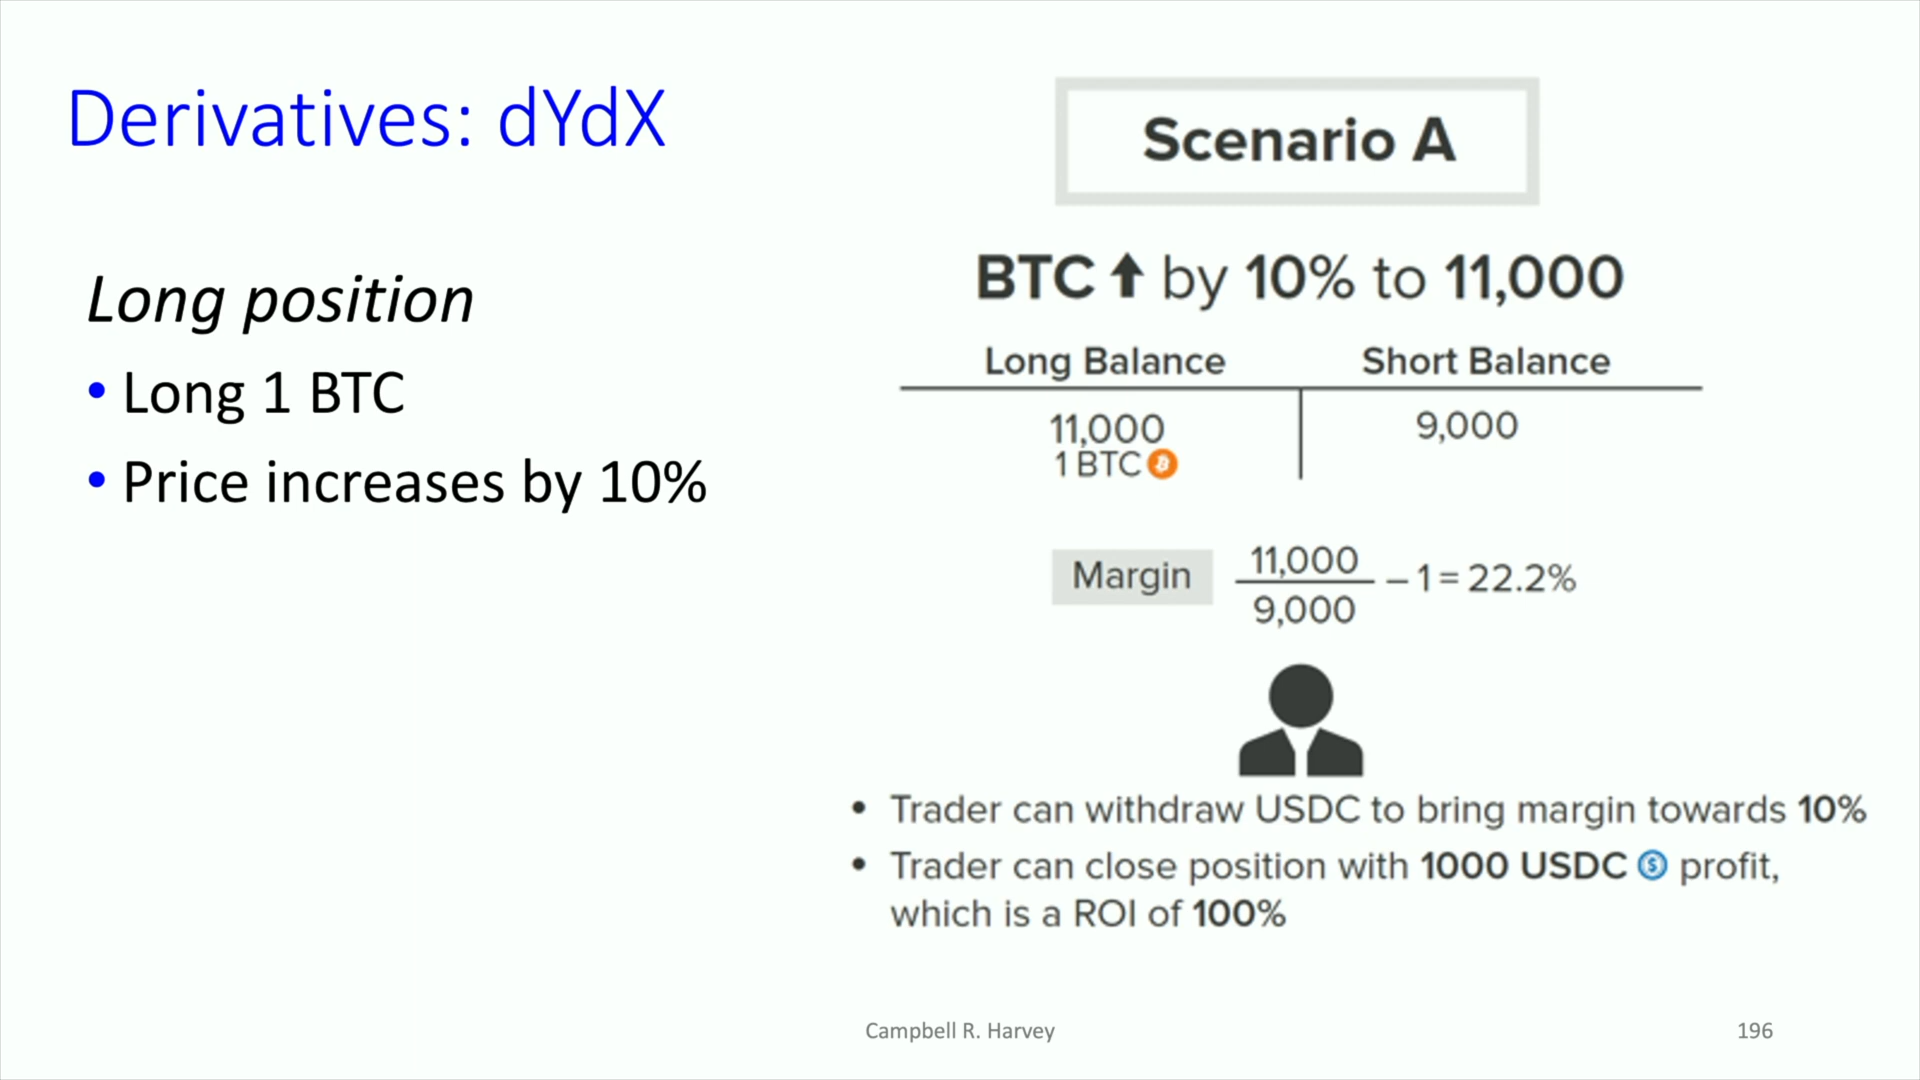 Derivatives: dYdX
Long position
• Long 1 BTC
• Price increases by 10%
Scenario A
BTC ⬆ by 10% to 11,000
Long Balance Short Balance
11,000 9,000
1 BTC
Margin 11,000
9,000 – 1 = 22.2%
• Trader can withdraw USDC to bring margin towards 10%
• Trader can close position with 1000 USDC $ profit,
which is a ROI of 100%
Campbell R. Harvey 196